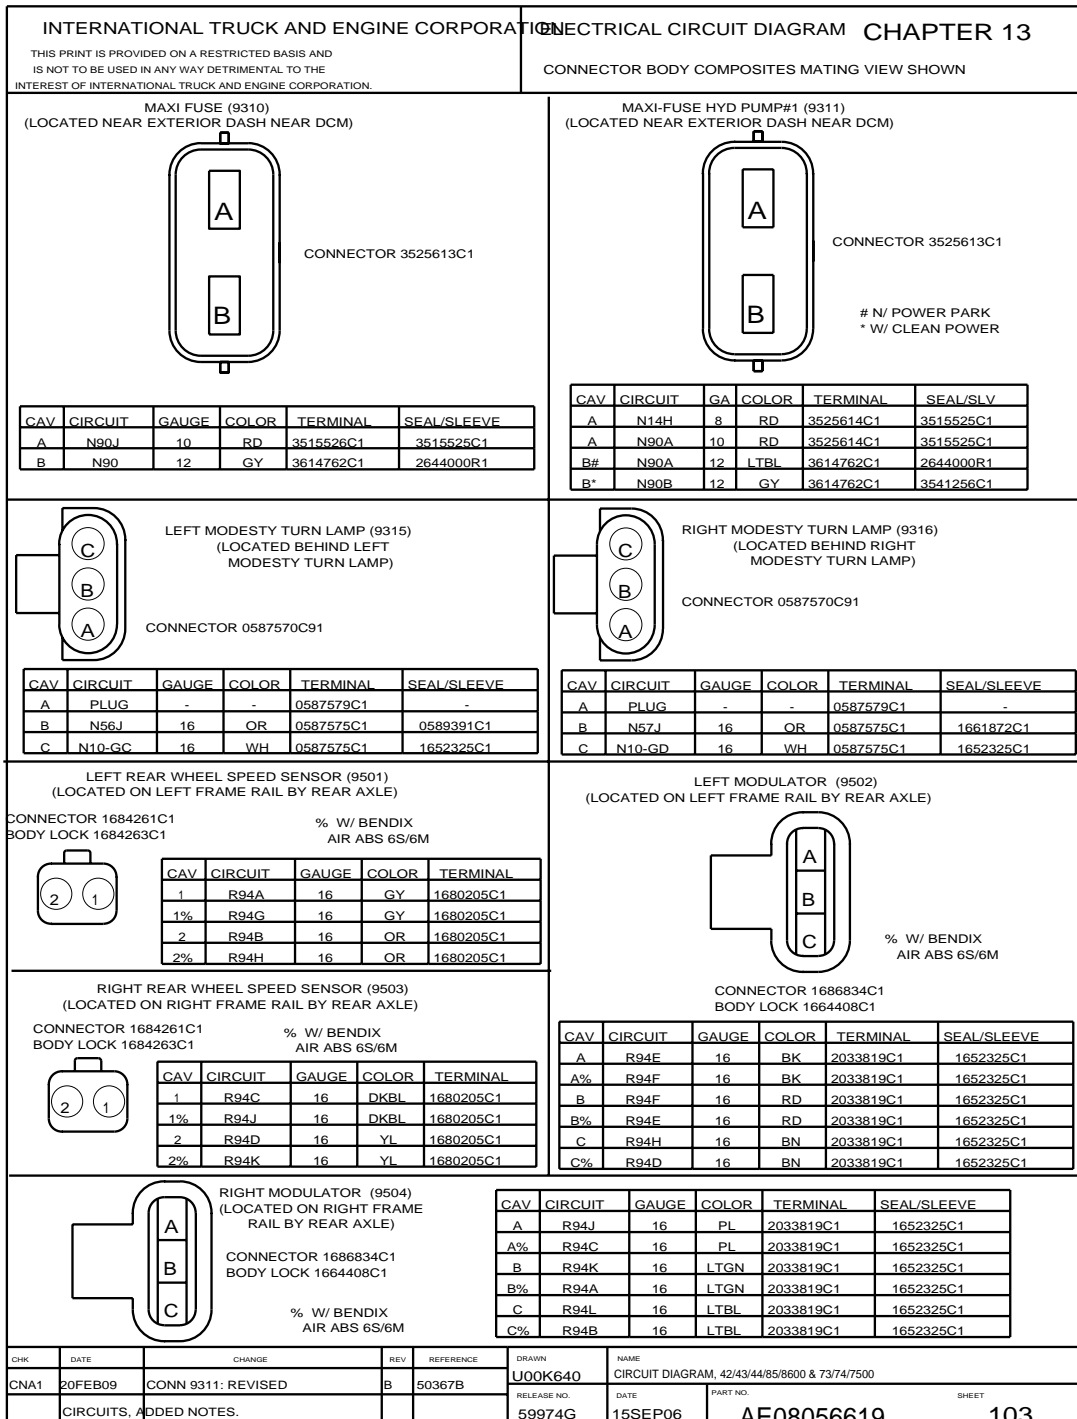 INTERNATIONAL TRUCK AND ENGINE CORPORATION
THIS PRINT IS PROVIDED ON A RESTRICTED BASIS AND
IS NOT TO BE USED IN ANY WAY DETRIMENTAL TO THE
INTEREST OF INTERNATIONAL TRUCK AND ENGINE CORPORATION.
ELECTRICAL CIRCUIT DIAGRAM CHAPTER 13
CONNECTOR BODY COMPOSITES MATING VIEW SHOWN
MAXI FUSE (9310)
(LOCATED NEAR EXTERIOR DASH NEAR DCM)
A
CONNECTOR 3525613C1
B
CAV CIRCUIT GAUGE COLOR TERMINAL SEAL/SLEEVE
A N90J 10 RD 3515526C1 3515525C1
B N90 12 GY 3614762C1 2644000R1
MAXI-FUSE HYD PUMP#1 (9311)
(LOCATED NEAR EXTERIOR DASH NEAR DCM)
A
CONNECTOR 3525613C1
B
# N/ POWER PARK
* W/ CLEAN POWER
CAV CIRCUIT GA COLOR TERMINAL SEAL/SLV
A N14H 8 RD 3525614C1 3515525C1
A N90A 10 RD 3525614C1 3515525C1
B# N90A 12 LTBL 3614762C1 2644000R1
B* N90B 12 GY 3614762C1 3541256C1
LEFT MODESTY TURN LAMP (9315)
(LOCATED BEHIND LEFT
MODESTY TURN LAMP)
C
B
A
CONNECTOR 0587570C91
CAV CIRCUIT GAUGE COLOR TERMINAL SEAL/SLEEVE
A PLUG - - 0587579C1 -
B N56J 16 OR 0587575C1 0589391C1
C N10-GC 16 WH 0587575C1 1652325C1
RIGHT MODESTY TURN LAMP (9316)
(LOCATED BEHIND RIGHT
MODESTY TURN LAMP)
C
B
A
CONNECTOR 0587570C91
CAV CIRCUIT GAUGE COLOR TERMINAL SEAL/SLEEVE
A PLUG - - 0587579C1 -
B N57J 16 OR 0587575C1 1661872C1
C N10-GD 16 WH 0587575C1 1652325C1
LEFT REAR WHEEL SPEED SENSOR (9501)
(LOCATED ON LEFT FRAME RAIL BY REAR AXLE)
CONNECTOR 1684261C1
BODY LOCK 1684263C1
% W/ BENDIX
AIR ABS 6S/6M
2 1
CAV CIRCUIT GAUGE COLOR TERMINAL
1 R94A 16 GY 1680205C1
1% R94G 16 GY 1680205C1
2 R94B 16 OR 1680205C1
2% R94H 16 OR 1680205C1
LEFT MODULATOR (9502)
(LOCATED ON LEFT FRAME RAIL BY REAR AXLE)
A
B
C
% W/ BENDIX
AIR ABS 6S/6M
CONNECTOR 1686834C1
BODY LOCK 1664408C1
CAV CIRCUIT GAUGE COLOR TERMINAL SEAL/SLEEVE
A R94E 16 BK 2033819C1 1652325C1
A% R94F 16 BK 2033819C1 1652325C1
B R94F 16 RD 2033819C1 1652325C1
B% R94E 16 RD 2033819C1 1652325C1
C R94H 16 BN 2033819C1 1652325C1
C% R94D 16 BN 2033819C1 1652325C1
RIGHT REAR WHEEL SPEED SENSOR (9503)
(LOCATED ON RIGHT FRAME RAIL BY REAR AXLE)
CONNECTOR 1684261C1
BODY LOCK 1684263C1
% W/ BENDIX
AIR ABS 6S/6M
2 1
CAV CIRCUIT GAUGE COLOR TERMINAL
1 R94C 16 DKBL 1680205C1
1% R94J 16 DKBL 1680205C1
2 R94D 16 YL 1680205C1
2% R94K 16 YL 1680205C1
RIGHT MODULATOR (9504)
(LOCATED ON RIGHT FRAME
RAIL BY REAR AXLE)
A
B
C
CONNECTOR 1686834C1
BODY LOCK 1664408C1
% W/ BENDIX
AIR ABS 6S/6M
CAV CIRCUIT GAUGE COLOR TERMINAL SEAL/SLEEVE
A R94J 16 PL 2033819C1 1652325C1
A% R94C 16 PL 2033819C1 1652325C1
B R94K 16 LTGN 2033819C1 1652325C1
B% R94A 16 LTGN 2033819C1 1652325C1
C R94L 16 LTBL 2033819C1 1652325C1
C% R94B 16 LTBL 2033819C1 1652325C1
CHK DATE CHANGE REV REFERENCE
CNA1 20FEB09 CONN 9311: REVISED B 50367B
CIRCUITS, ADDED NOTES.
DRAWN
U00K640
NAME
CIRCUIT DIAGRAM, 42/43/44/85/8600 & 73/74/7500
RELEASE NO.
59974G
DATE
15SEP06
PART NO.
AE08056619
SHEET
103